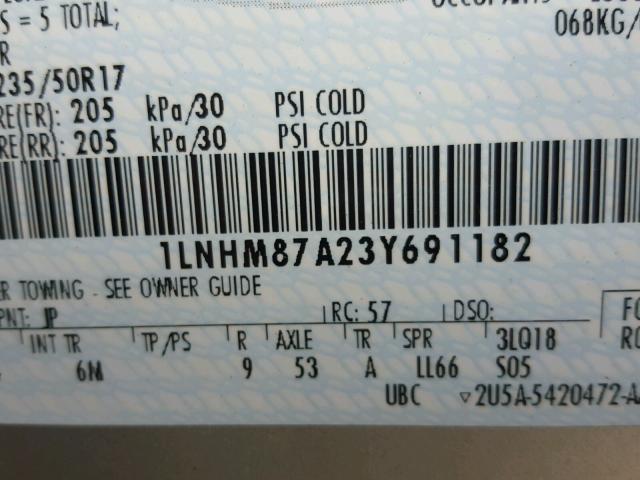 S = 5 TOTAL;
068KG/
R
235/50R17
RE(FR): 205 kPa/30 PSI COLD
RE(RR): 205 kPa/30 PSI COLD
1LNHM87A23Y691182
ER TOWING - SEE OWNER GUIDE
PNT: JP RC: 57 DSO:
INT TR TP/PS R AXLE TR SPR 3LQ18
6M 9 53 A LL66 S05
UBC ▿2U5A-5420472-A